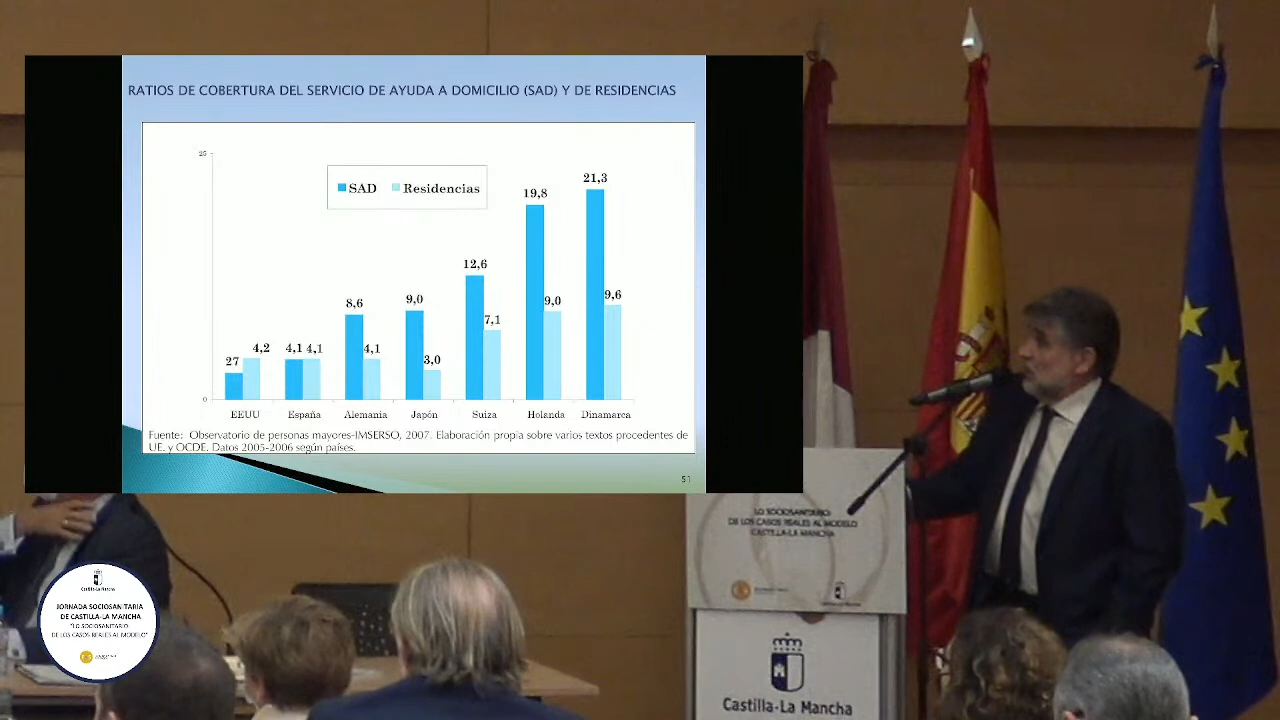 RATIOS DE COBERTURA DEL SERVICIO DE AYUDA A DOMICILIO (SAD) Y DE RESIDENCIAS
25
SAD Residencias
27 4,2 4,1 4,1 8,6 4,1 9,0 3,0 12,6 7,1 19,8 9,0 21,3 9,6
0
EEUU España Alemania Japón Suiza Holanda Dinamarca
Fuente: Observatorio de personas mayores-IMSERSO, 2007. Elaboración propia sobre varios textos procedentes de
UE. y OCDE. Datos 2005-2006 según países.
51
LO SOCIOSANITARIO:
DE LOS CASOS REALES AL MODELO
CASTILLA-LA MANCHA
Castilla-La Mancha
Castilla-La Mancha
JORNADA SOCIOSANITARIA
DE CASTILLA-LA MANCHA
"LO SOCIOSANITARIO
DE LOS CASOS REALES AL MODELO"